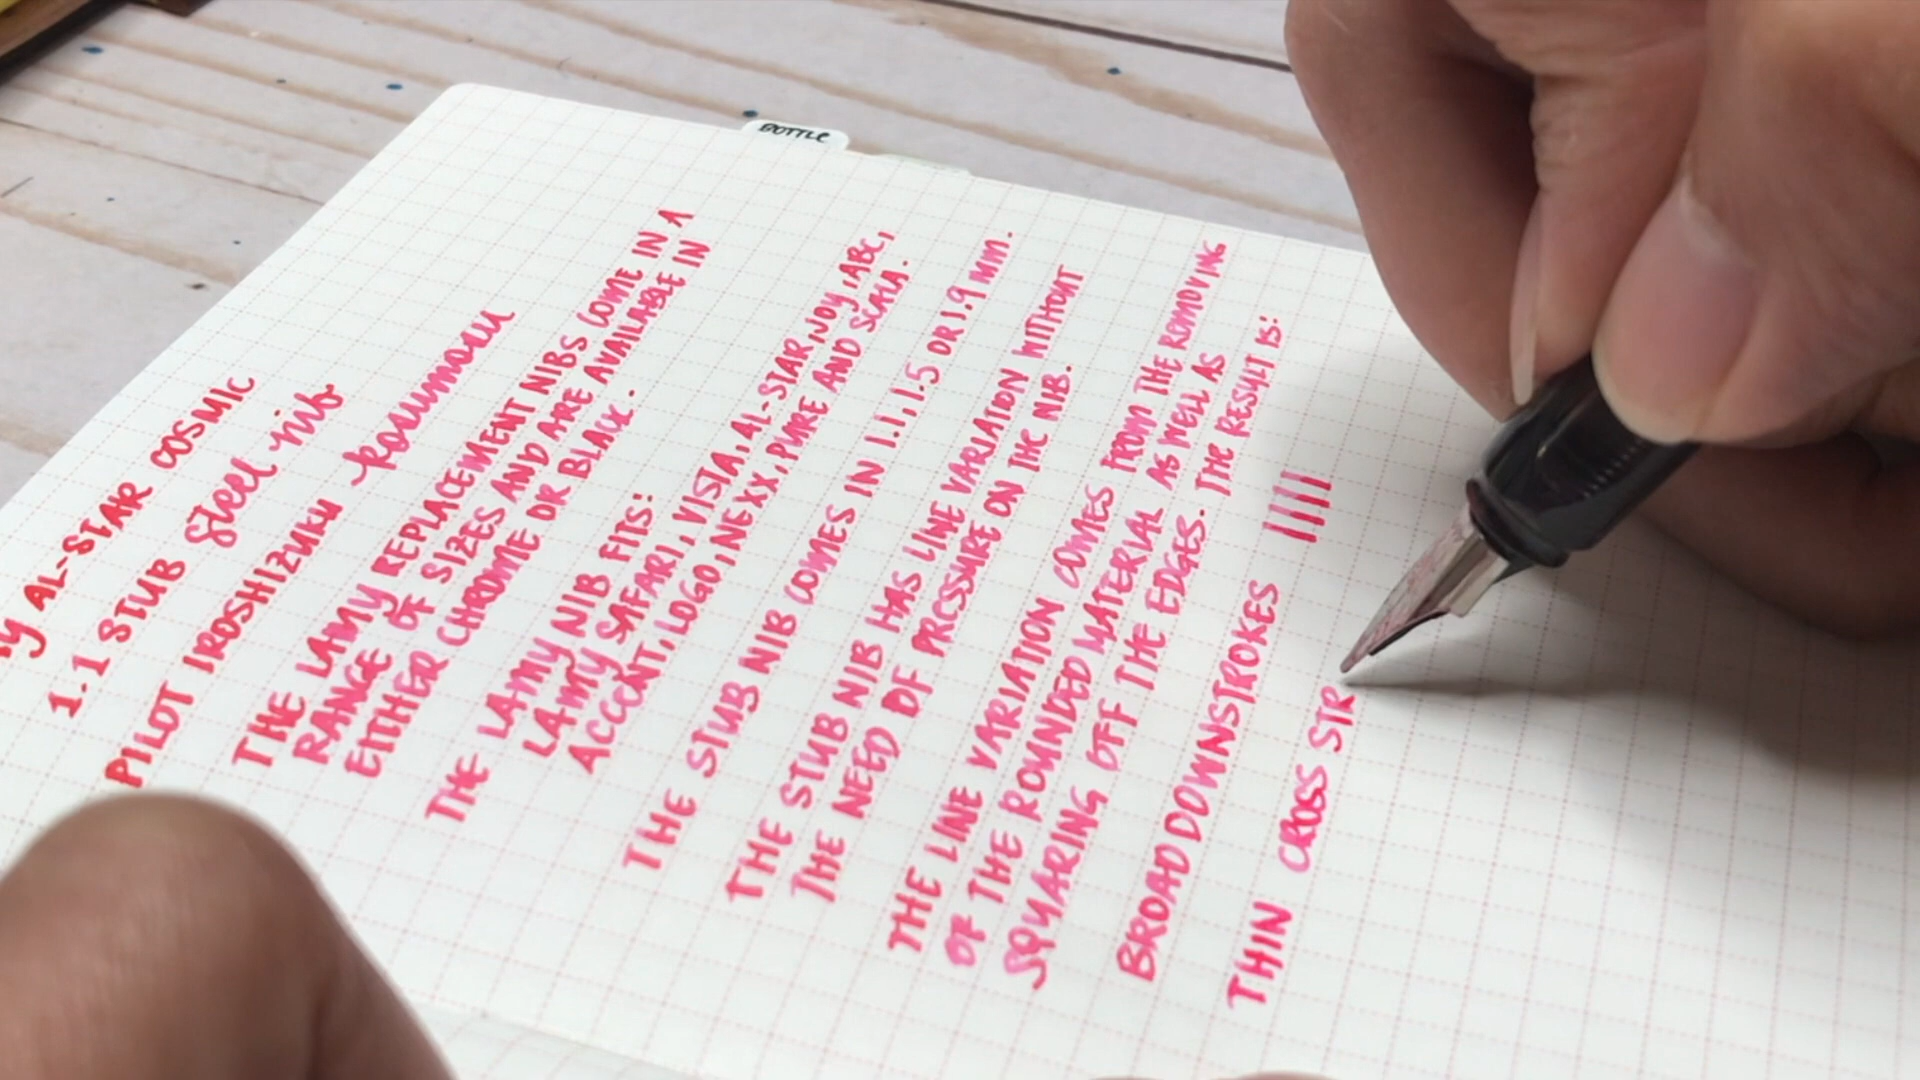 AL-STAR COSMIC
1.1 STUB steel nib
PILOT IROSHIZUKU kosumosu
THE LAMY REPLACEMENT NIBS COME IN A
RANGE OF SIZES AND ARE AVAILABLE IN
EITHER CHROME OR BLACK.
THE LAMY NIB FITS:
LAMY SAFARI, VISTA, AL-STAR, JOY, ABC,
ACCENT, LOGO, NEXX, PURE AND SCALA.
THE STUB NIB COMES IN 1.1, 1.5 OR 1.9 MM.
THE STUB NIB HAS LINE VARIATION WITHOUT
THE NEED OF PRESSURE ON THE NIB.
THE LINE VARIATION COMES FROM THE REMOVING
OF THE ROUNDED MATERIAL AS WELL AS
SQUARING OFF THE EDGES. THE RESULT IS:
BROAD DOWNSTROKES
THIN CROSS STR
BOTTLE